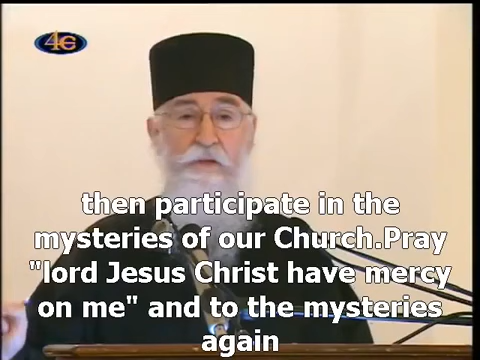 4G
then participate in the
mysteries of our Church.Pray
"lord Jesus Christ have mercy
on me" and to the mysteries
again